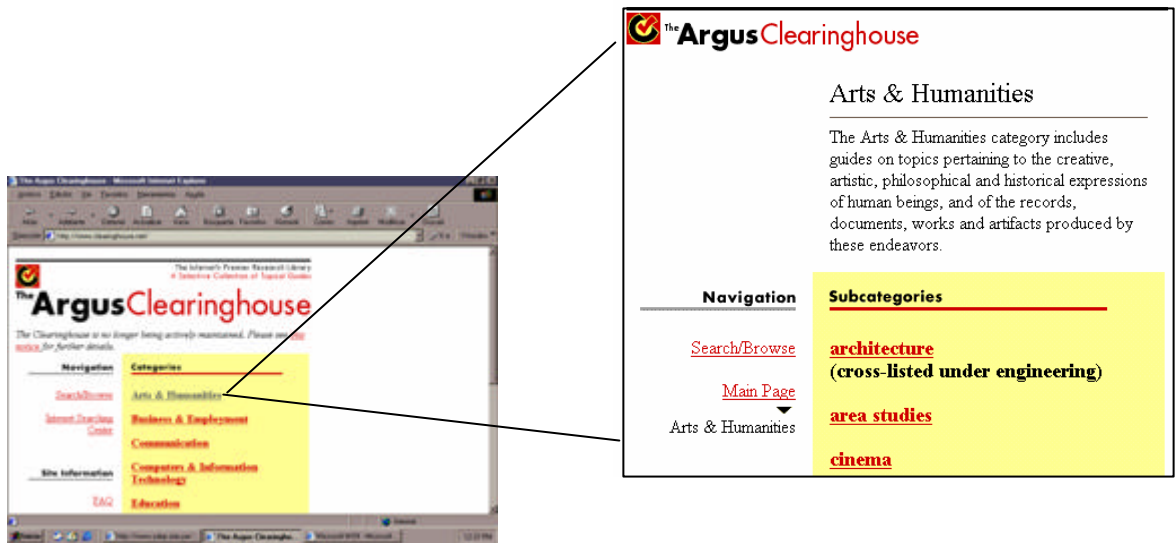 The Argus Clearinghouse - Microsoft Internet Explorer
http://www.clearinghouse.net/
The Internet's Premier Research Library
A Selective Collection of Topical Guides
The Argus Clearinghouse
The Clearinghouse is no longer being actively maintained. Please see
notice for further details.
Navigation
Search/Browse
Internet Searching
Center
Site Information
FAQ
Categories
Arts & Humanities
Business & Employment
Communication
Computers & Information
Technology
Education
The Argus Clearinghouse
Arts & Humanities
The Arts & Humanities category includes
guides on topics pertaining to the creative,
artistic, philosophical and historical expressions
of human beings, and of the records,
documents, works and artifacts produced by
these endeavors.
Navigation
Search/Browse
Main Page
Arts & Humanities
Subcategories
architecture
(cross-listed under engineering)
area studies
cinema